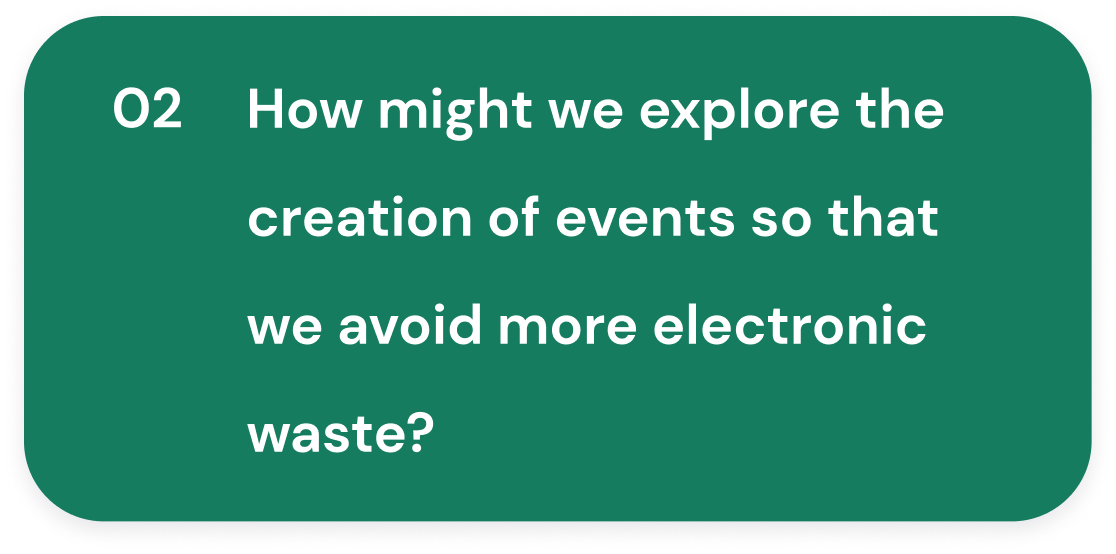 02 How might we explore the
creation of events so that
we avoid more electronic
waste?